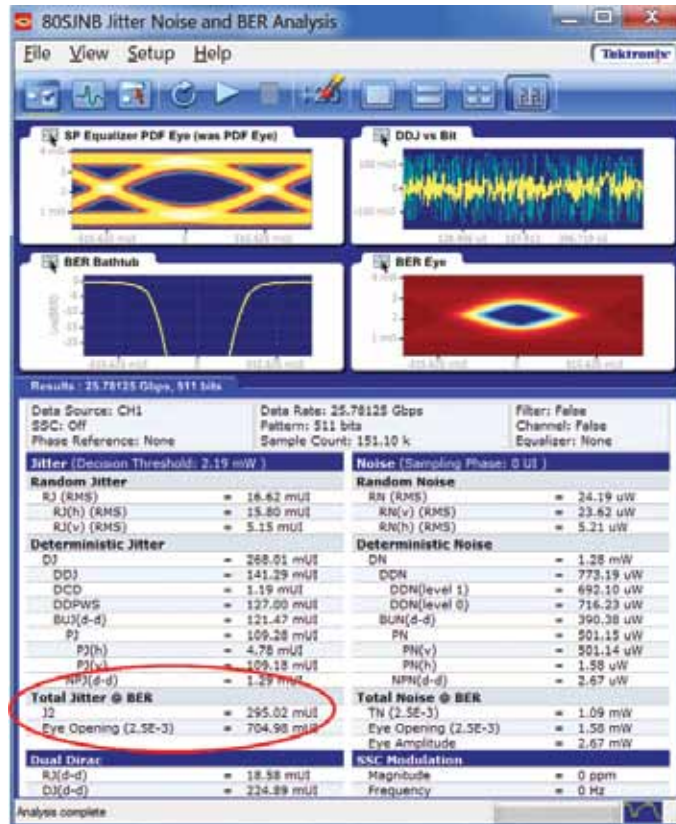 80SJNB Jitter Noise and BER Analysis
File View Setup Help
Tektronix
SP Equalizer PDF Eye (was PDF Eye)
DDJ vs Bit
BER Bathtub
BER Eye
Results : 25.78125 Gbps, 511 bits
Data Source: CH1 Data Rate: 25.78125 Gbps Filter: False
SSC: Off Pattern: 511 bits Channel: False
Phase Reference: None Sample Count: 151.10 k Equalizer: None
Jitter (Decision Threshold: 2.19 mW ) Noise (Sampling Phase: 0 UI )
Random Jitter Random Noise
RJ (RMS) = 16.62 mUI RN (RMS) = 24.19 uW
RJ(h) (RMS) = 15.80 mUI RN(v) (RMS) = 23.62 uW
RJ(v) (RMS) = 5.15 mUI RN(h) (RMS) = 5.21 uW
Deterministic Jitter Deterministic Noise
DJ = 268.01 mUI DN = 1.28 mW
DDJ = 141.29 mUI DDN = 773.19 uW
DCD = 1.19 mUI DDN(level 1) = 692.10 uW
DDPWS = 127.00 mUI DDN(level 0) = 716.23 uW
BUJ(d-d) = 121.47 mUI BUN(d-d) = 390.38 uW
PJ = 109.28 mUI PN = 501.15 uW
PJ(h) = 4.78 mUI PN(v) = 501.14 uW
PJ(v) = 109.18 mUI PN(h) = 1.58 uW
NPJ(d-d) = 1.29 mUI NPN(d-d) = 2.67 uW
Total Jitter @ BER Total Noise @ BER
J2 = 295.02 mUI TN (2.5E-3) = 1.09 mW
Eye Opening (2.5E-3) = 704.98 mUI Eye Opening (2.5E-3) = 1.58 mW
Eye Amplitude = 2.67 mW
Dual Dirac SSC Modulation
RJ(d-d) = 18.58 mUI Magnitude = 0 ppm
DJ(d-d) = 224.89 mUI Frequency = 0 Hz
Analysis complete